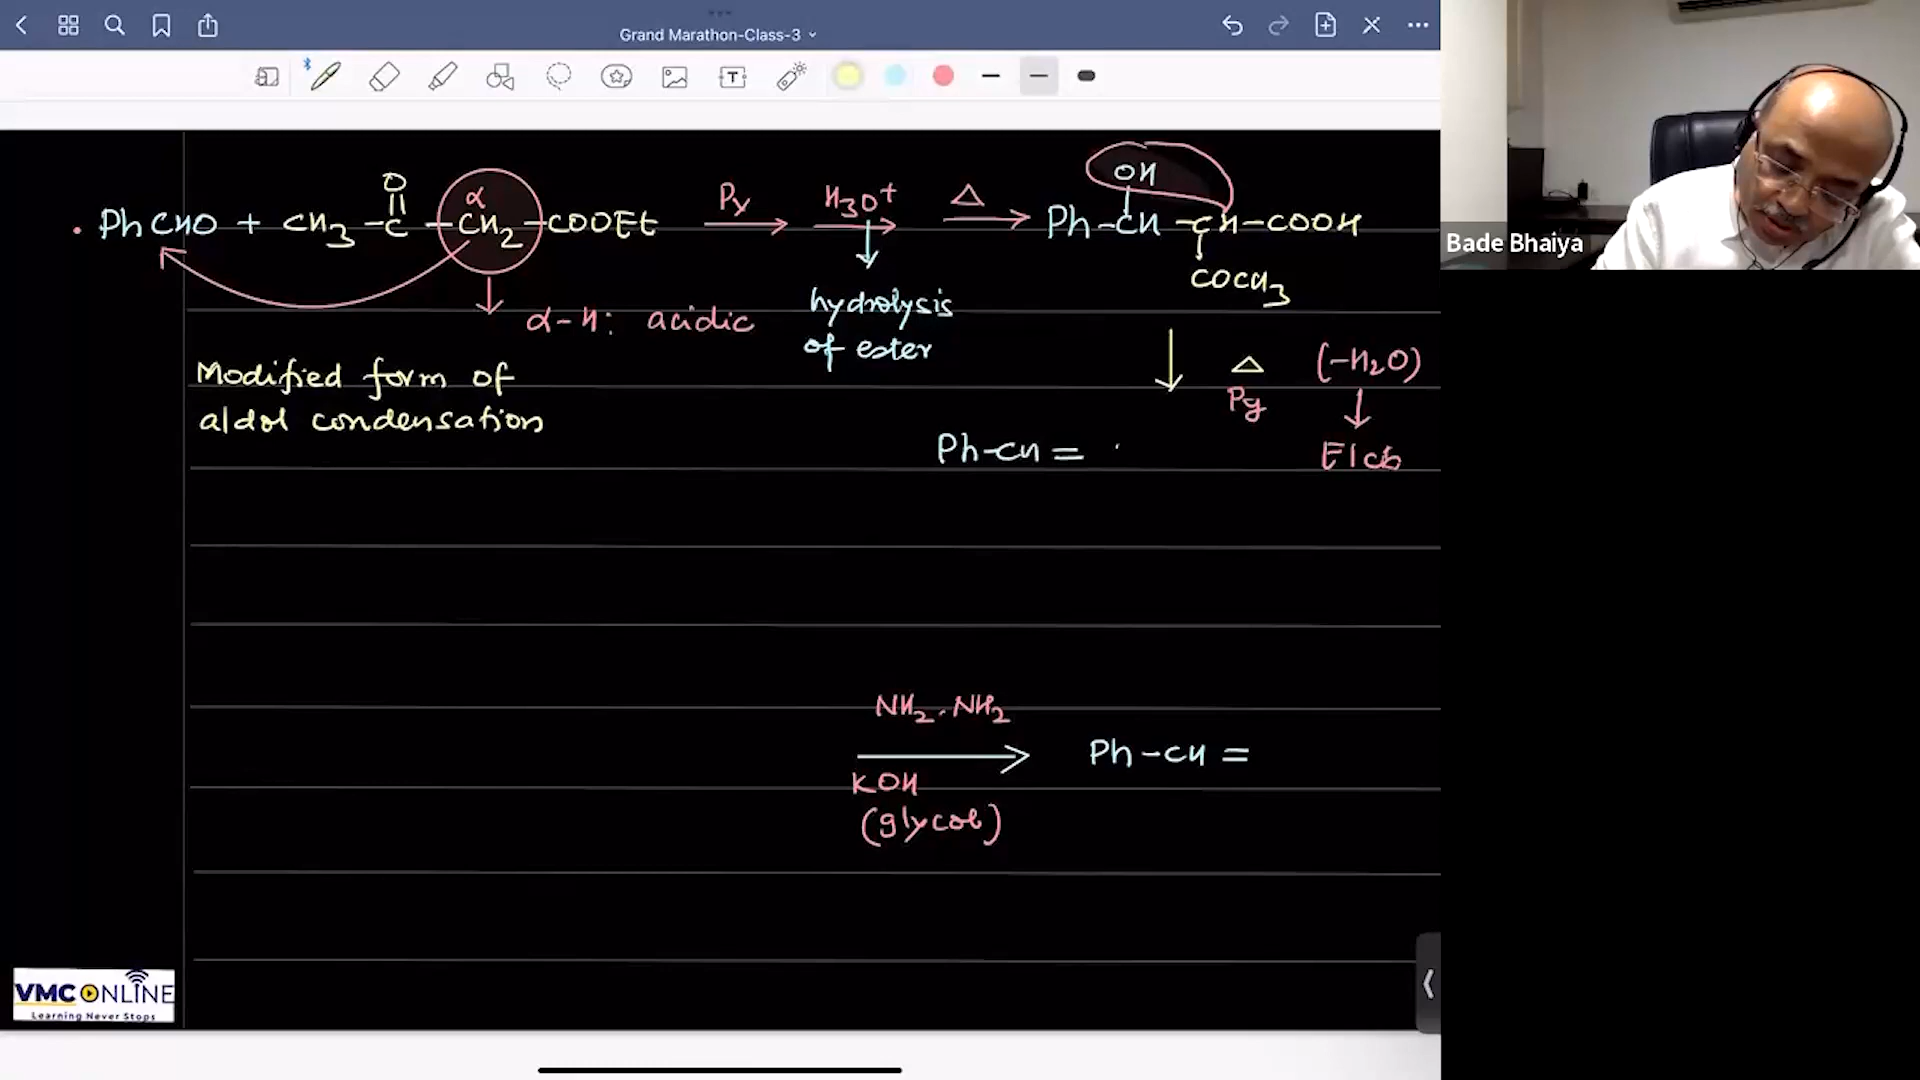 Grand Marathon-Class-3
Bade Bhaiya
. PhCHO + CH3-C-CH2-COOEt Py H3O+ Δ Ph-CH-CH-COOH
O
α
OH
COCH3
α-H: acidic
hydrolysis
of ester
Modified form of
aldol condensation
Δ (-H2O)
Py
E1cb
Ph-CH=
NH2.NH2
KOH
(glycol)
Ph-CH=
VMC ONLINE
Learning Never Stops